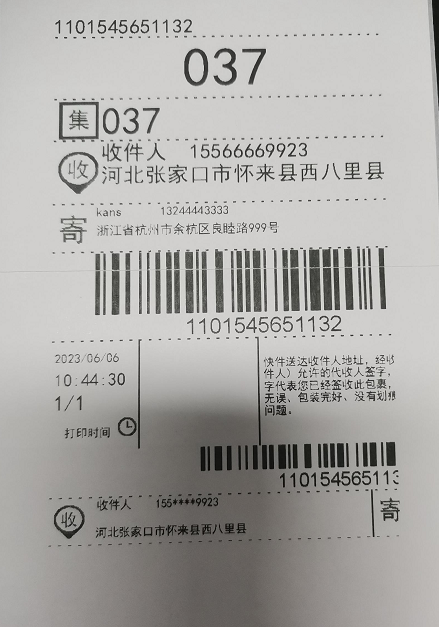 1101545651132
037
集 037
收 收件人 15566669923
河北张家口市怀来县西八里县
寄 kans 13244443333
浙江省杭州市余杭区良睦路999号
1101545651132
2023/06/06
10:44:30
1/1
打印时间
快件送达收件人地址，经收
件人）允许的代收人签字，
字代表您已经签收此包裹，
无误、包装完好、没有划痕
问题。
110154565113
收 收件人 155****9923
河北张家口市怀来县西八里县
寄